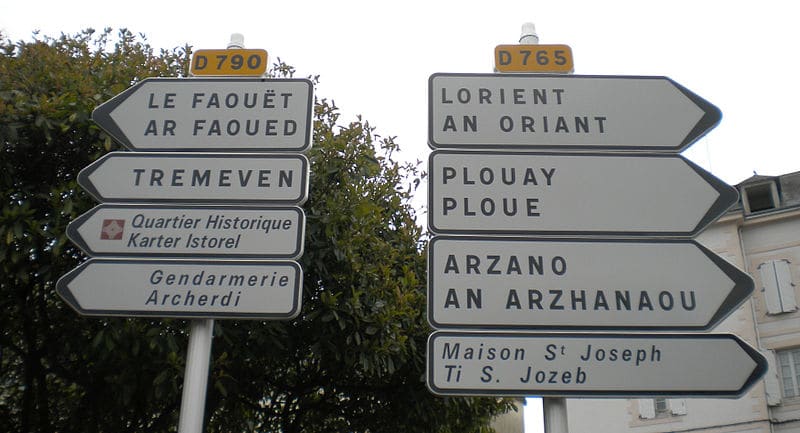 D 790
LE FAOUËT
AR FAOUED
TREMEVEN
Quartier Historique
Karter Istorel
Gendarmerie
Archerdi
D 765
LORIENT
AN ORIANT
PLOUAY
PLOUE
ARZANO
AN ARZHANAOU
Maison St Joseph
Ti S. Jozeb